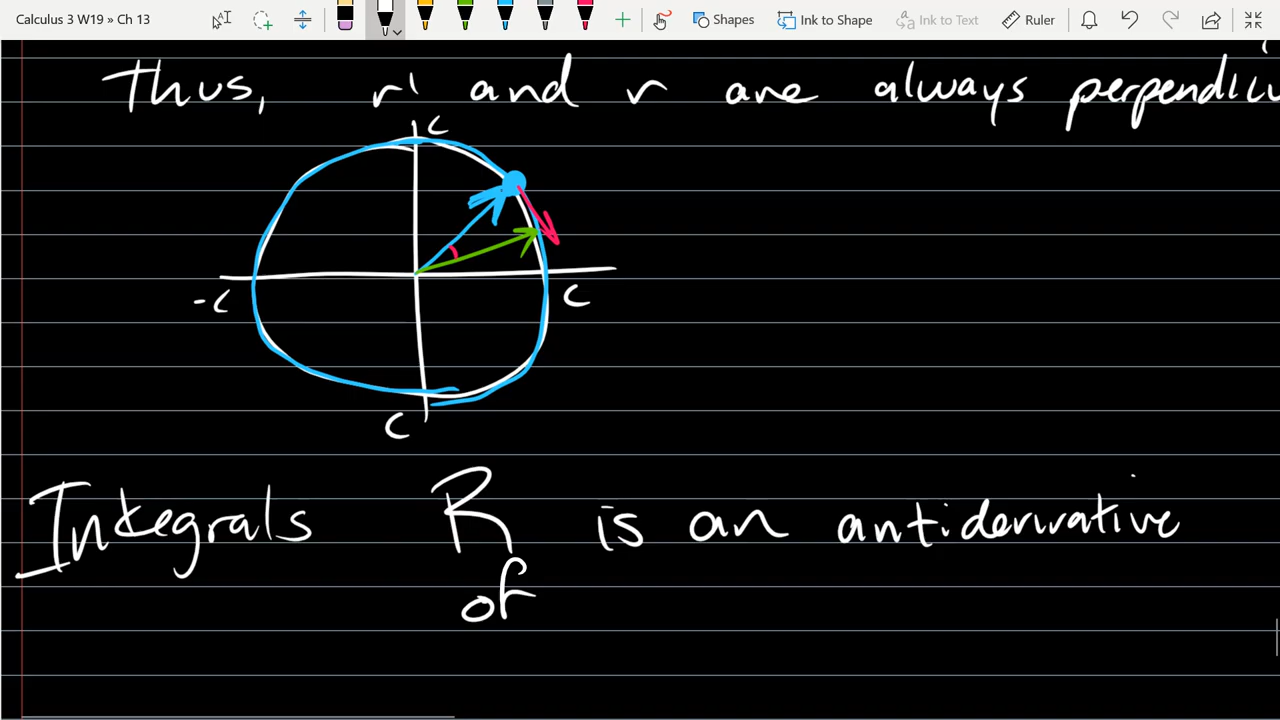 Calculus 3 W19 » Ch 13
Shapes
Ink to Shape
Ink to Text
Ruler
Thus, r' and r are always perpendicu
c
-c
c
c
Integrals R is an antiderivative
of